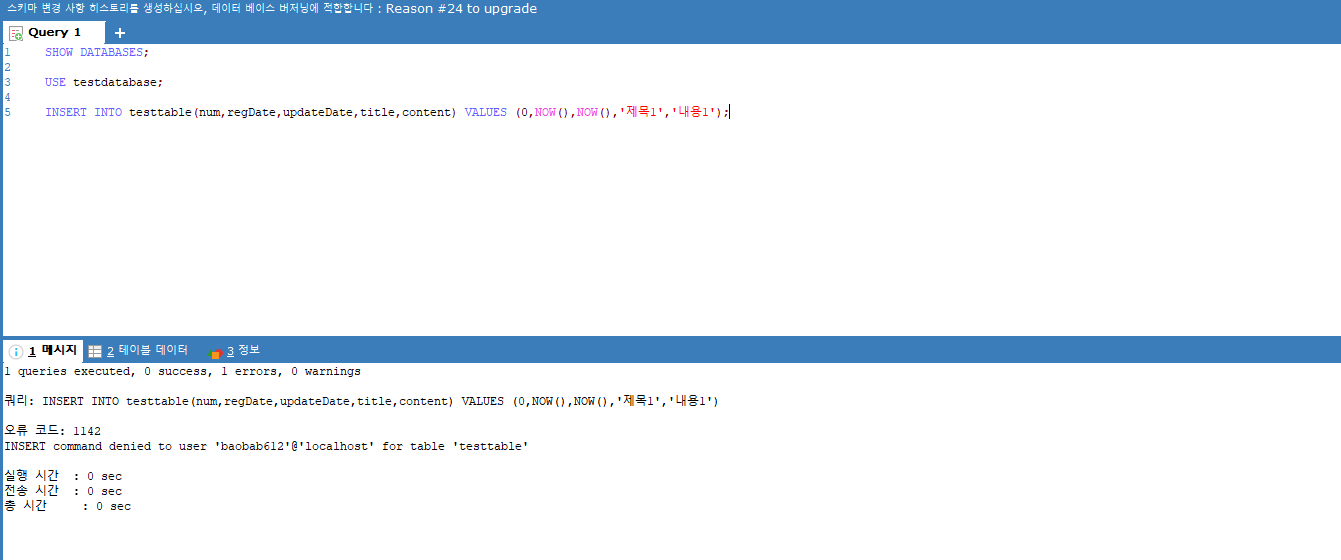 스키마 변경 사항 히스토리를 생성하십시오, 데이터 베이스 버저닝에 적합합니다 : Reason #24 to upgrade
Query 1 +
1 SHOW DATABASES;
2
3 USE testdatabase;
4
5 INSERT INTO testtable(num,regDate,updateDate,title,content) VALUES (0,NOW(),NOW(),'제목1','내용1');
1 메시지 2 테이블 데이터 3 정보
1 queries executed, 0 success, 1 errors, 0 warnings
쿼리: INSERT INTO testtable(num,regDate,updateDate,title,content) VALUES (0,NOW(),NOW(),'제목1','내용1')
오류 코드: 1142
INSERT command denied to user 'baobab612'@'localhost' for table 'testtable'
실행 시간 : 0 sec
전송 시간 : 0 sec
총 시간 : 0 sec